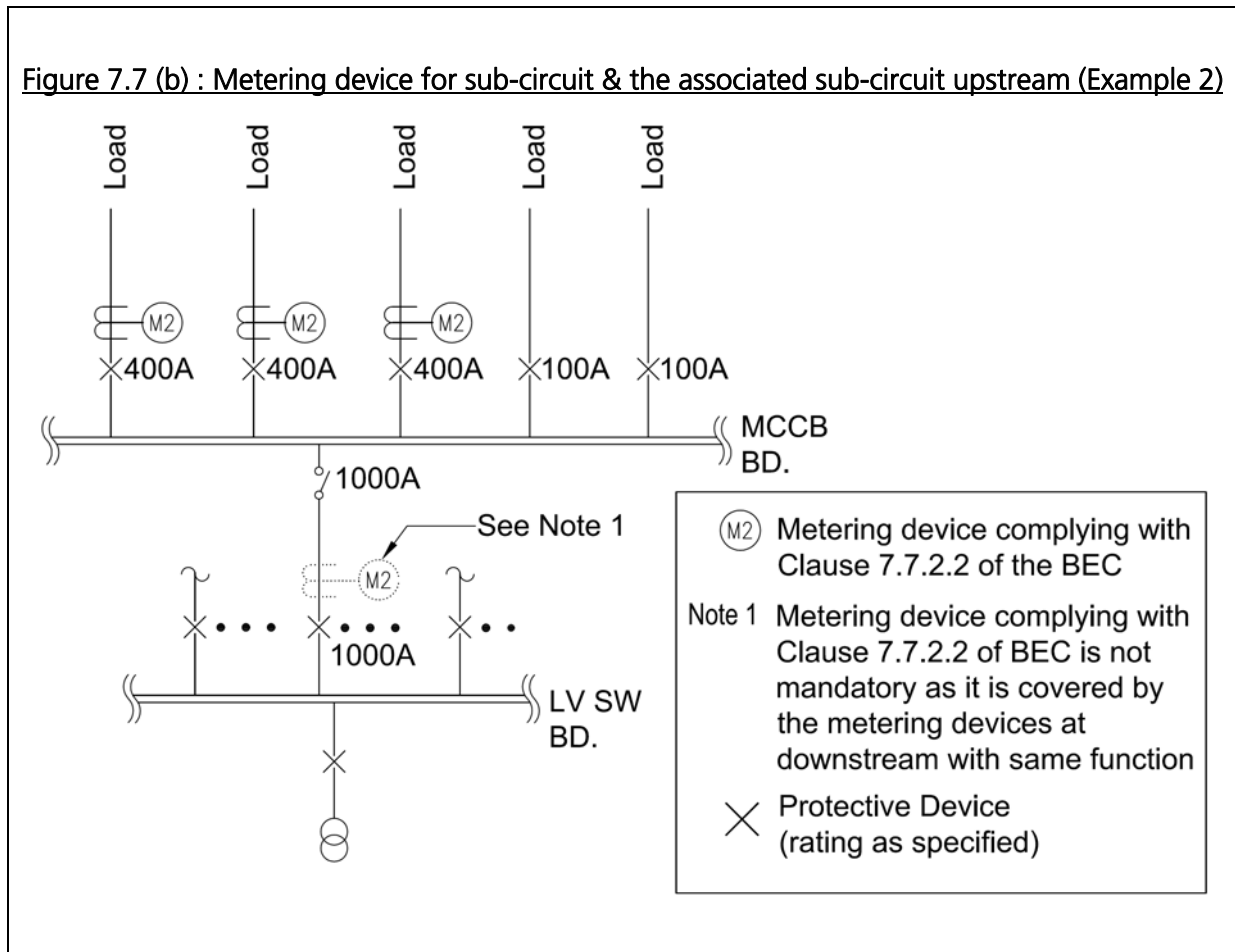 Figure 7.7 (b) : Metering device for sub-circuit & the associated sub-circuit upstream (Example 2)
Load
Load
Load
Load
Load
M2
M2
M2
400A
400A
400A
100A
100A
MCCB
BD.
1000A
See Note 1
M2
1000A
LV SW
BD.
M2 Metering device complying with
Clause 7.7.2.2 of the BEC
Note 1 Metering device complying with
Clause 7.7.2.2 of BEC is not
mandatory as it is covered by
the metering devices at
downstream with same function
Protective Device
(rating as specified)